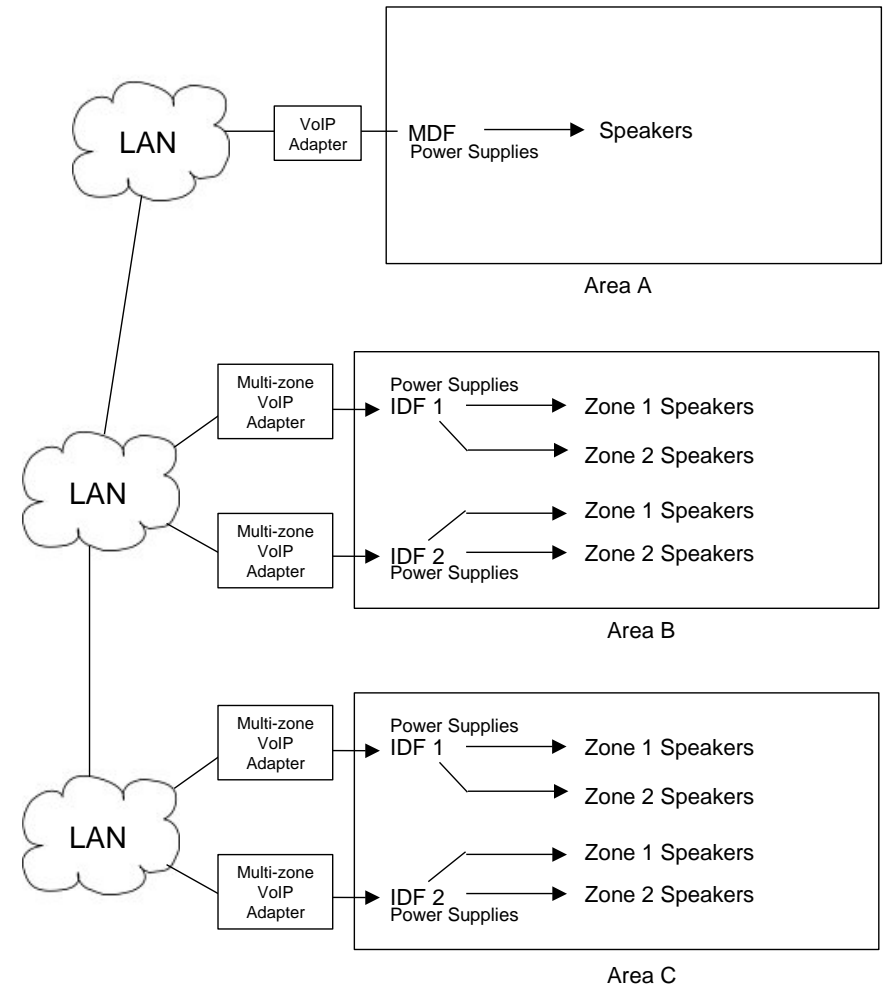 LAN
VoIP
Adapter
MDF
Power Supplies
Speakers
Area A
LAN
Multi-zone
VoIP
Adapter
Power Supplies
IDF 1
Zone 1 Speakers
Zone 2 Speakers
Multi-zone
VoIP
Adapter
IDF 2
Power Supplies
Zone 1 Speakers
Zone 2 Speakers
Area B
LAN
Multi-zone
VoIP
Adapter
Power Supplies
IDF 1
Zone 1 Speakers
Zone 2 Speakers
Multi-zone
VoIP
Adapter
IDF 2
Power Supplies
Zone 1 Speakers
Zone 2 Speakers
Area C